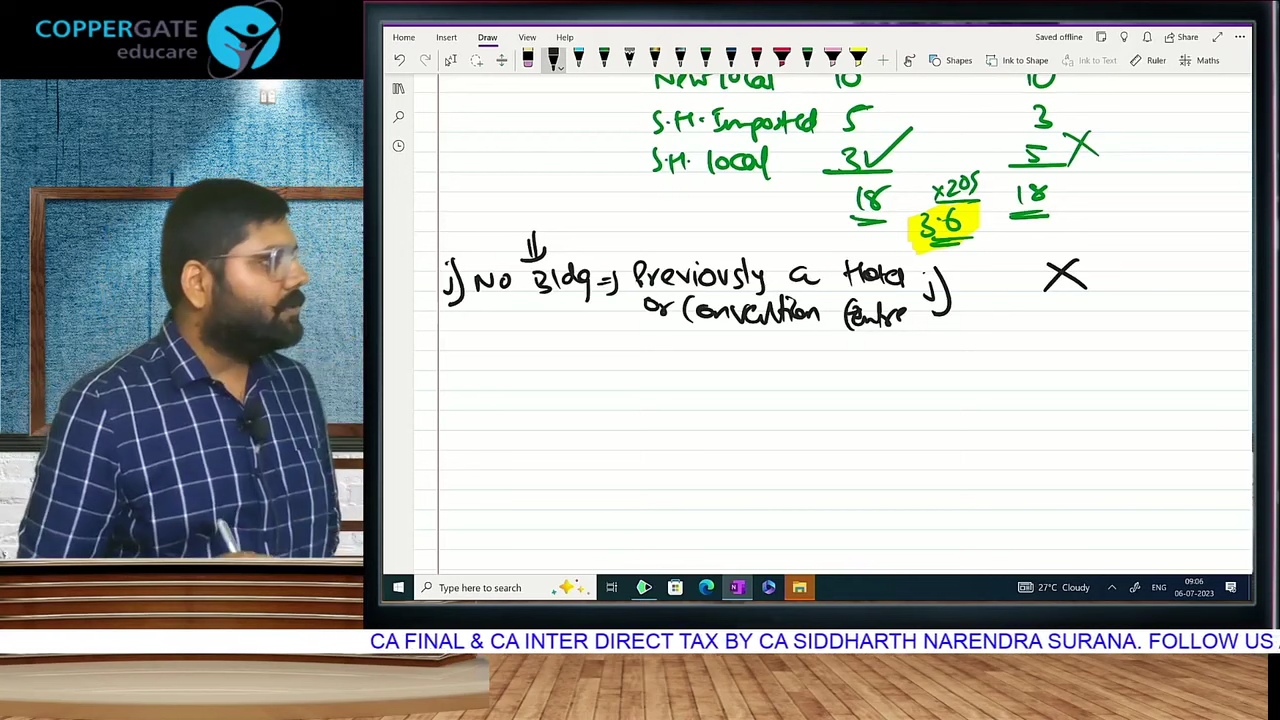 COPPERGATE
educare
Saved offline
Share
Home Insert Draw View Help
Shapes Ink to Shape Ink to Text Ruler Maths
New local 10 10
S.H. Imported 5 3
S.H. local 3 ✓ 5 X
18 ×20% 18
3.6
j) No Bldg ⇒ Previously a Hotel j) X
or Convention Centre
Type here to search
27°C Cloudy
ENG
09:06
06-07-2023
CA FINAL & CA INTER DIRECT TAX BY CA SIDDHARTH NARENDRA SURANA. FOLLOW US